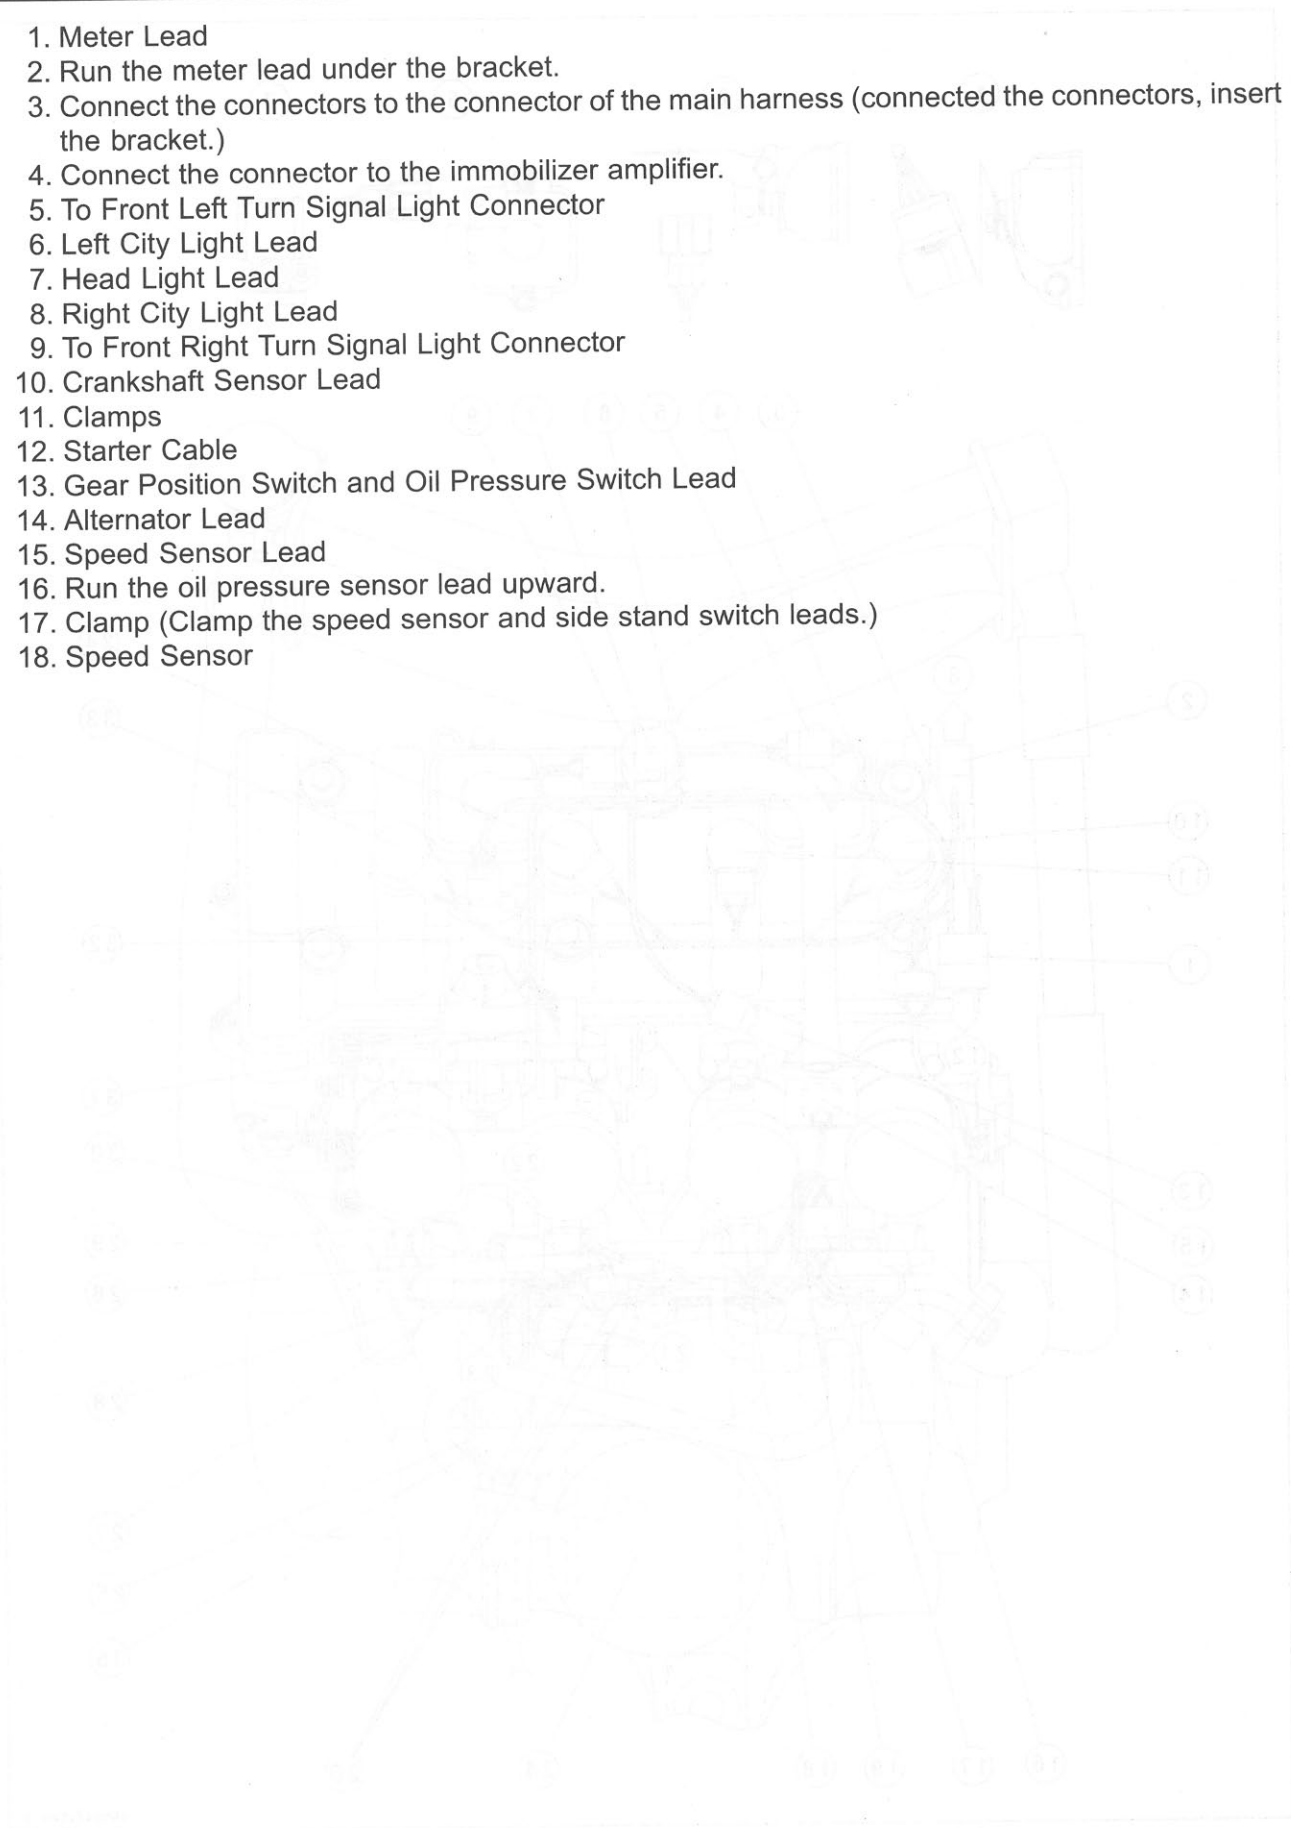 1. Meter Lead
2. Run the meter lead under the bracket.
3. Connect the connectors to the connector of the main harness (connected the connectors, insert
the bracket.)
4. Connect the connector to the immobilizer amplifier.
5. To Front Left Turn Signal Light Connector
6. Left City Light Lead
7. Head Light Lead
8. Right City Light Lead
9. To Front Right Turn Signal Light Connector
10. Crankshaft Sensor Lead
11. Clamps
12. Starter Cable
13. Gear Position Switch and Oil Pressure Switch Lead
14. Alternator Lead
15. Speed Sensor Lead
16. Run the oil pressure sensor lead upward.
17. Clamp (Clamp the speed sensor and side stand switch leads.)
18. Speed Sensor